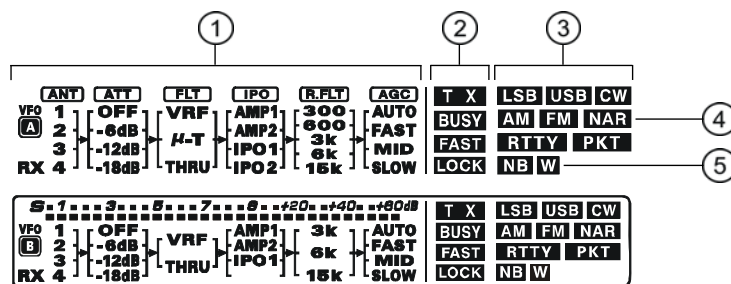 1 2 3
ANT ATT FLT IPO R.FLT AGC T X LSB USB CW
VFO 1 OFF VRF AMP1 300 AUTO BUSY AM FM NAR 4
A 2 -6dB μ-T AMP2 600 FAST FAST RTTY PKT
3 -12dB IPO1 3k MID LOCK NB W 5
RX 4 -18dB THRU IPO2 6k SLOW
15k
S 1 3 5 7 8 +20 +40 +60dB T X LSB USB CW
VFO 1 OFF VRF AMP1 3k AUTO BUSY AM FM NAR
B 2 -6dB AMP2 6k FAST FAST RTTY PKT
3 -12dB THRU IPO1 MID LOCK NB W
RX 4 -18dB 15k SLOW